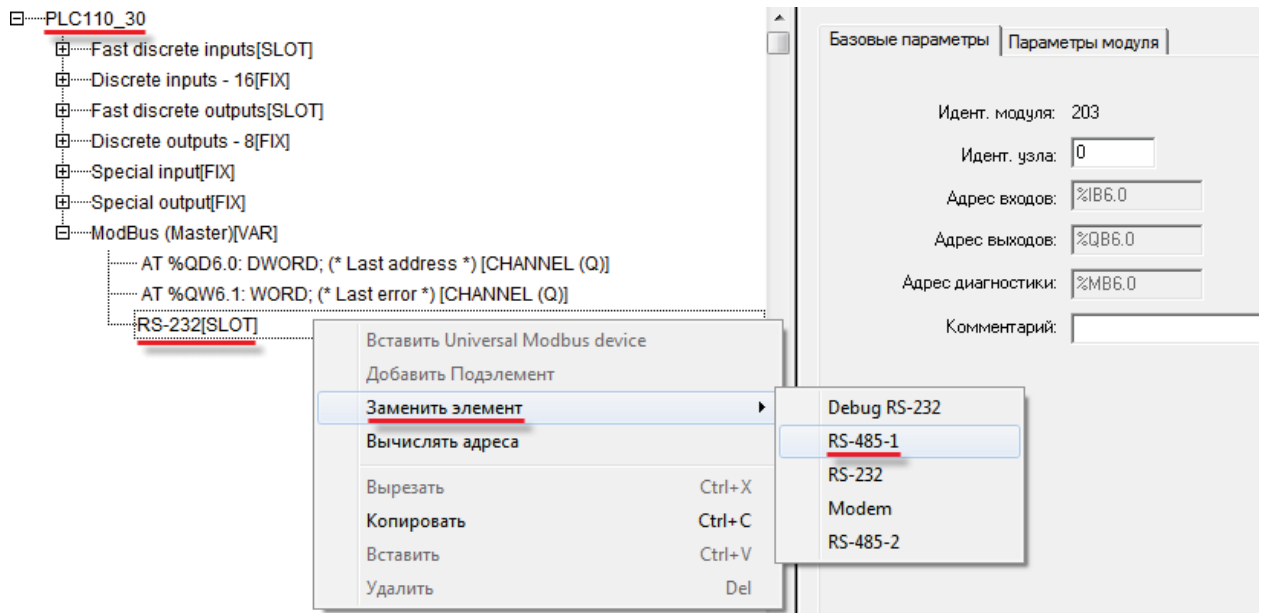 PLC110_30
Fast discrete inputs[SLOT]
Discrete inputs - 16[FIX]
Fast discrete outputs[SLOT]
Discrete outputs - 8[FIX]
Special input[FIX]
Special output[FIX]
ModBus (Master)[VAR]
AT %QD6.0: DWORD; (* Last address *) [CHANNEL (Q)]
AT %QW6.1: WORD; (* Last error *) [CHANNEL (Q)]
RS-232[SLOT]
Вставить Universal Modbus device
Добавить Подэлемент
Заменить элемент
Вычислять адреса
Вырезать Ctrl+X
Копировать Ctrl+C
Вставить Ctrl+V
Удалить Del
Debug RS-232
RS-485-1
RS-232
Modem
RS-485-2
Базовые параметры Параметры модуля
Идент. модуля: 203
Идент. узла: 0
Адрес входов: %IB6.0
Адрес выходов: %QB6.0
Адрес диагностики: %MB6.0
Комментарий: